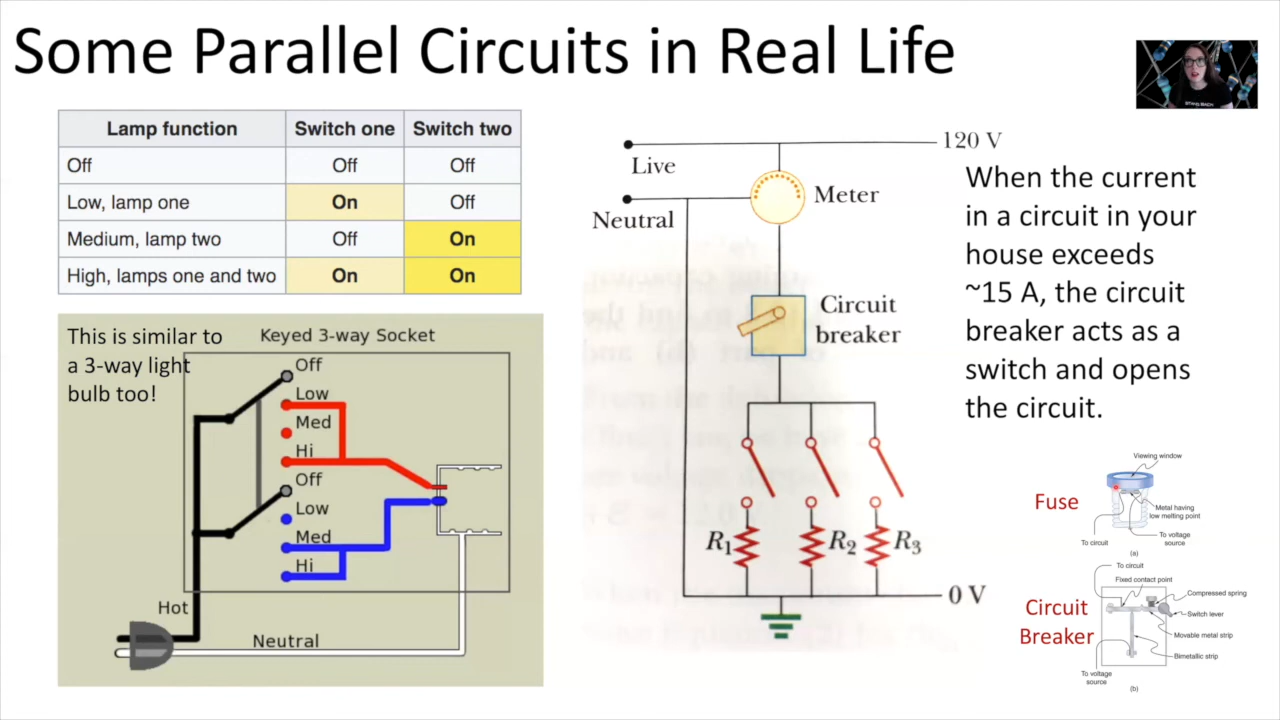 Some Parallel Circuits in Real Life
Lamp function Switch one Switch two
Off Off Off
Low, lamp one On Off
Medium, lamp two Off On
High, lamps one and two On On
This is similar to
a 3-way light
bulb too!
Keyed 3-way Socket
Off
Low
Med
Hi
Off
Low
Med
Hi
Hot
Neutral
120 V
Live
Meter
Neutral
Circuit
breaker
R1
R2
R3
0 V
When the current
in a circuit in your
house exceeds
~15 A, the circuit
breaker acts as a
switch and opens
the circuit.
Fuse
Viewing window
Metal having
low melting point
To voltage
source
To circuit
(a)
Circuit
Breaker
To circuit
Fixed contact point
Compressed spring
Switch lever
Movable metal strip
Bimetallic strip
To voltage
source
(b)